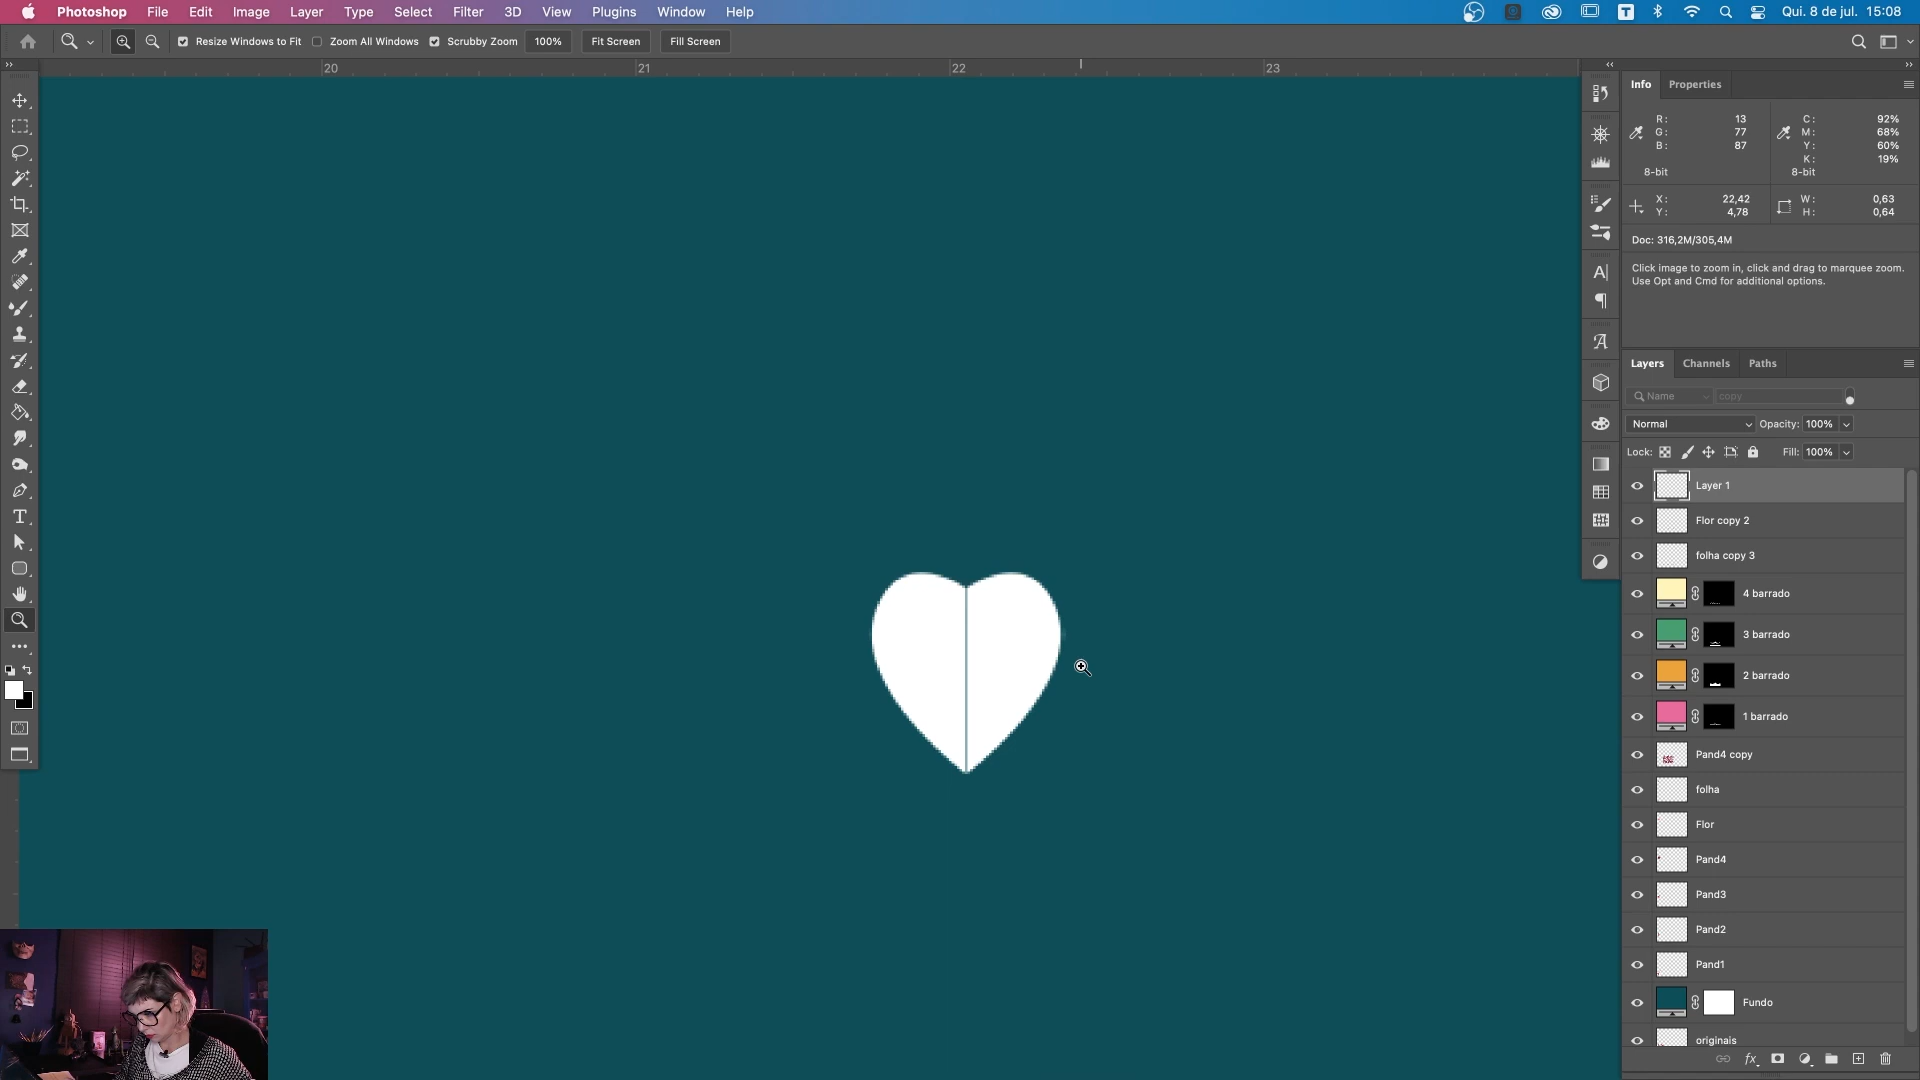 Photoshop File Edit Image Layer Type Select Filter 3D View Plugins Window Help
T Qui. 8 de jul. 15:08
Resize Windows to Fit Zoom All Windows Scrubby Zoom 100% Fit Screen Fill Screen
20 21 22 23
Info Properties
R: 13 C: 92%
G: 77 M: 68%
B: 87 Y: 60%
K: 19%
8-bit 8-bit
X: 22,42 W: 0,63
Y: 4,78 H: 0,64
Doc: 316,2M/305,4M
Click image to zoom in, click and drag to marquee zoom.
Use Opt and Cmd for additional options.
Layers Channels Paths
Name copy
Normal Opacity: 100%
Lock: Fill: 100%
Layer 1
Flor copy 2
folha copy 3
4 barrado
3 barrado
2 barrado
1 barrado
Pand4 copy
folha
Flor
Pand4
Pand3
Pand2
Pand1
Fundo
originais
fx